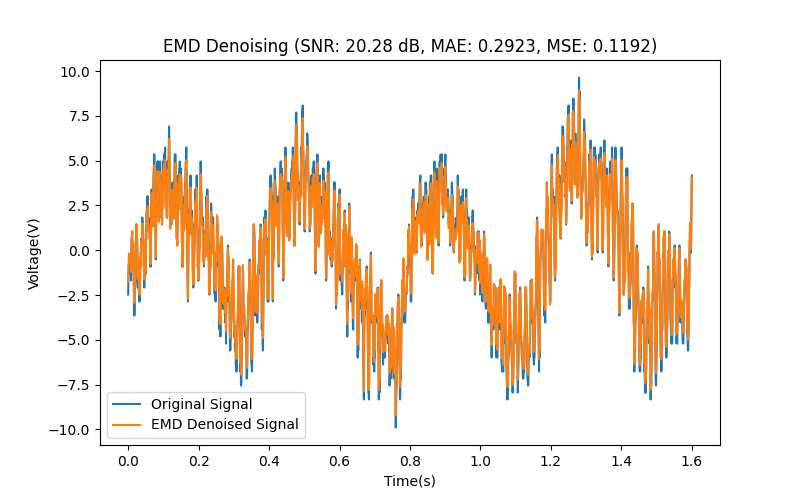 EMD Denoising (SNR: 20.28 dB, MAE: 0.2923, MSE: 0.1192)
10.0
7.5
5.0
2.5
0.0
−2.5
−5.0
−7.5
−10.0
Voltage(V)
Original Signal
EMD Denoised Signal
0.0 0.2 0.4 0.6 0.8 1.0 1.2 1.4 1.6
Time(s)